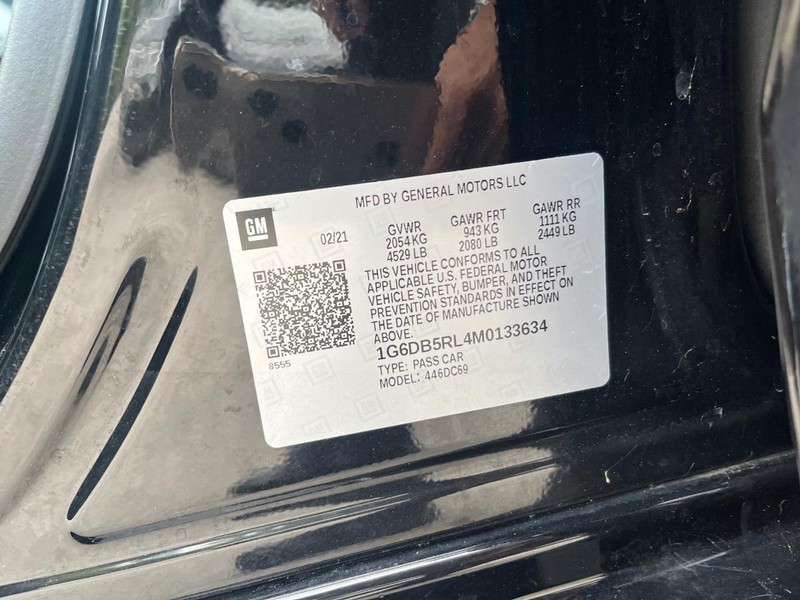 MFD BY GENERAL MOTORS LLC
GM
02/21
GVWR
2054 KG
4529 LB
GAWR FRT
943 KG
2080 LB
GAWR RR
1111 KG
2449 LB
THIS VEHICLE CONFORMS TO ALL
APPLICABLE U.S. FEDERAL MOTOR
VEHICLE SAFETY, BUMPER, AND THEFT
PREVENTION STANDARDS IN EFFECT ON
THE DATE OF MANUFACTURE SHOWN
ABOVE.
8555
1G6DB5RL4M0133634
TYPE: PASS CAR
MODEL: 446DC69